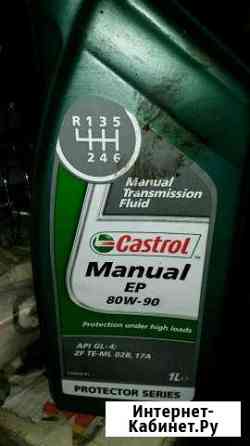 R 1 3 5
2 4 6
Manual
Transmission
Fluid
Castrol
Manual
EP
80W-90
Protection under high loads
API GL-4;
ZF TE-ML 02B, 17A
1L
PROTECTOR SERIES
Интернет-
Кабинет.Ру